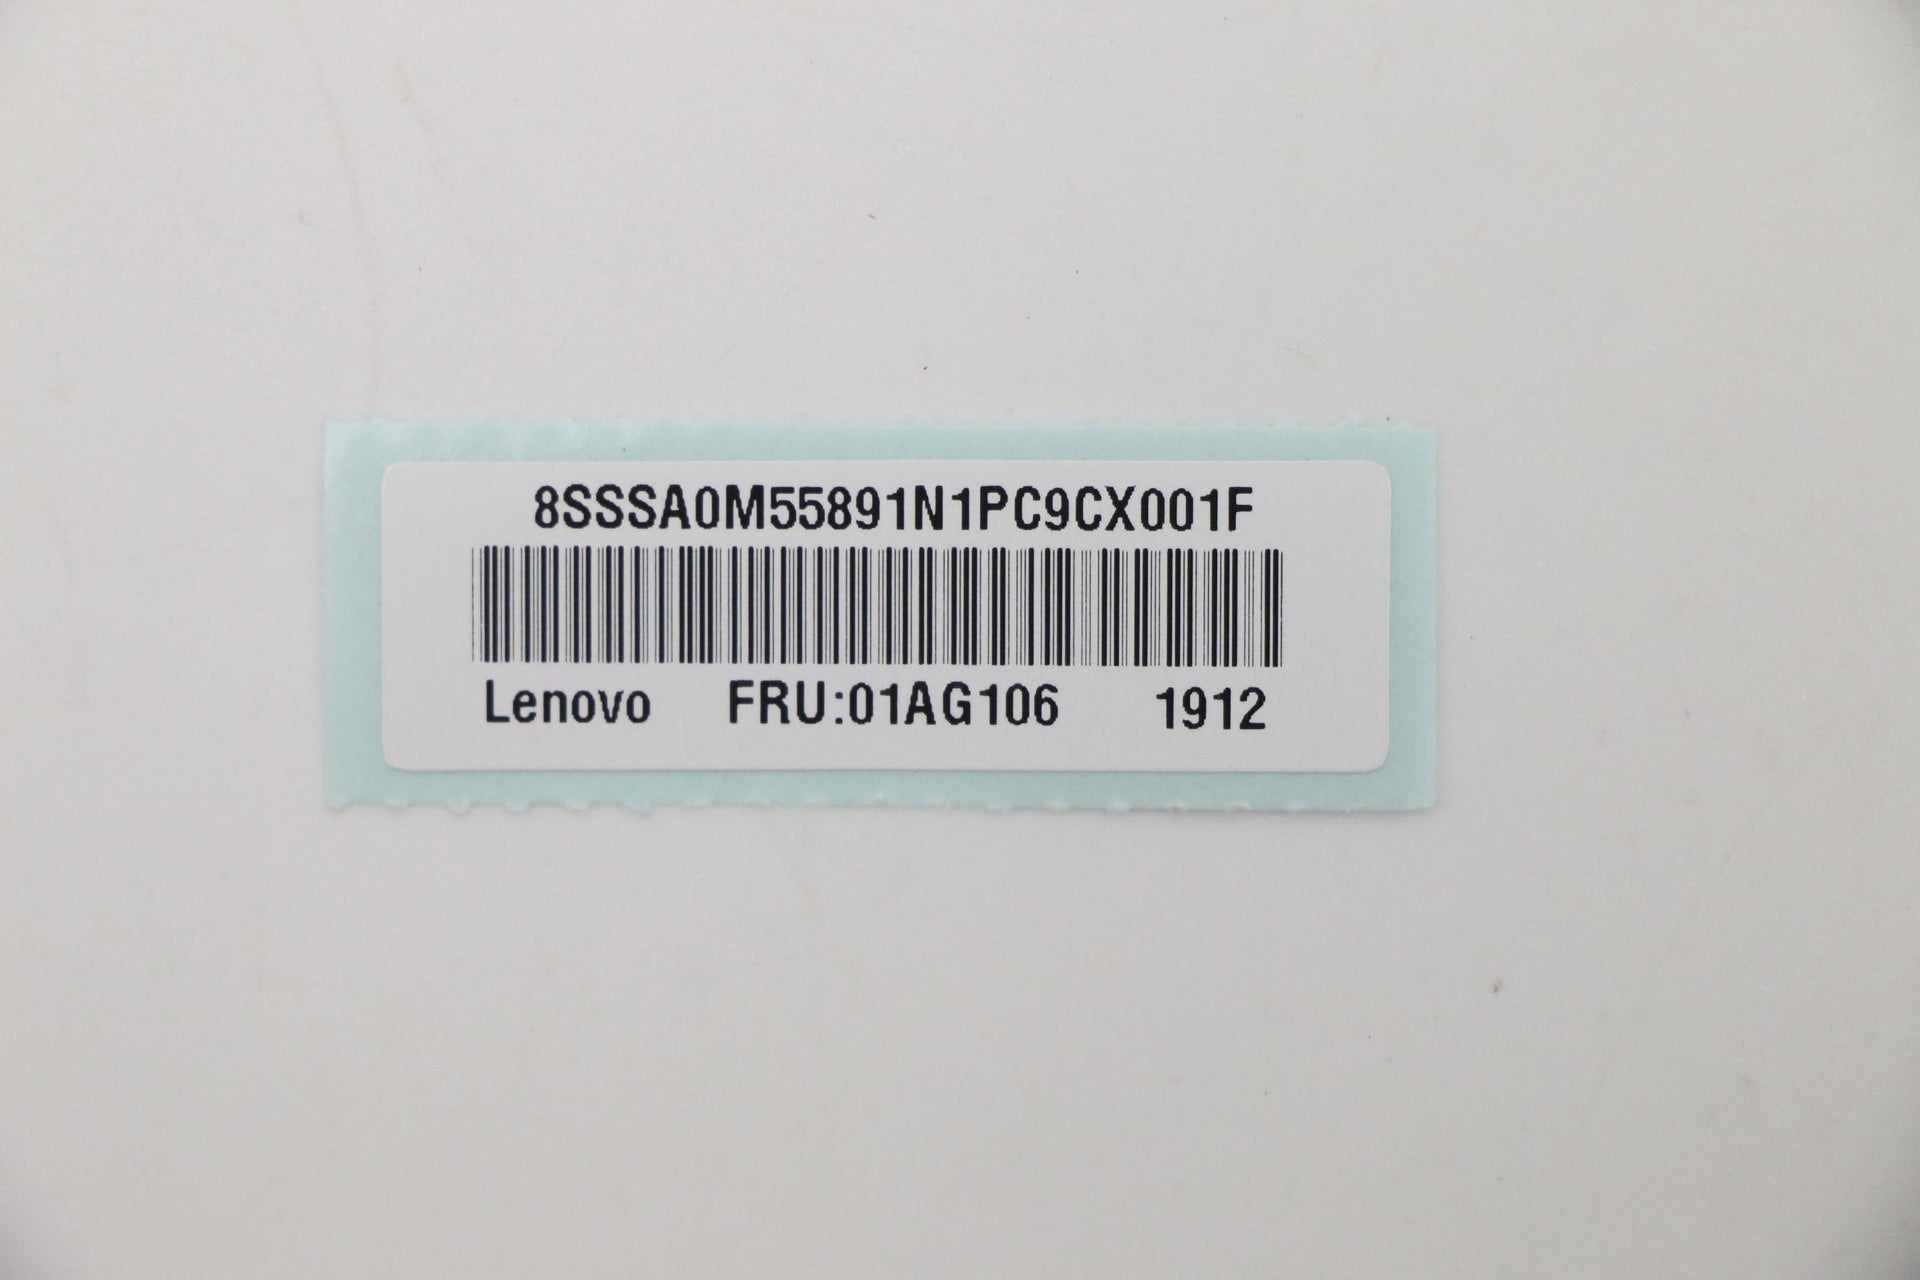 8SSSA0M55891N1PC9CX001F
Lenovo FRU:01AG106 1912